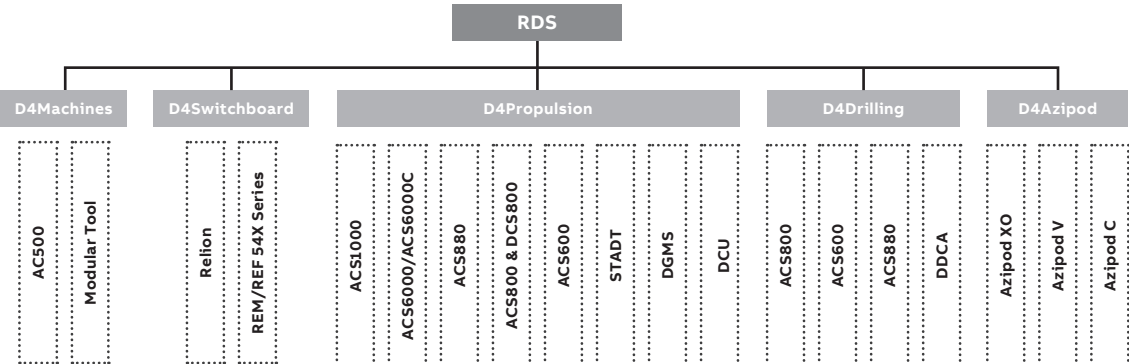 RDS
D4Machines
D4Switchboard
D4Propulsion
D4Drilling
D4Azipod
AC500
Modular Tool
Relion
REM/REF 54X Series
ACS1000
ACS6000/ACS6000C
ACS880
ACS800 & DCS800
ACS600
STADT
DGMS
DCU
ACS800
ACS600
ACS880
DDCA
Azipod XO
Azipod V
Azipod C